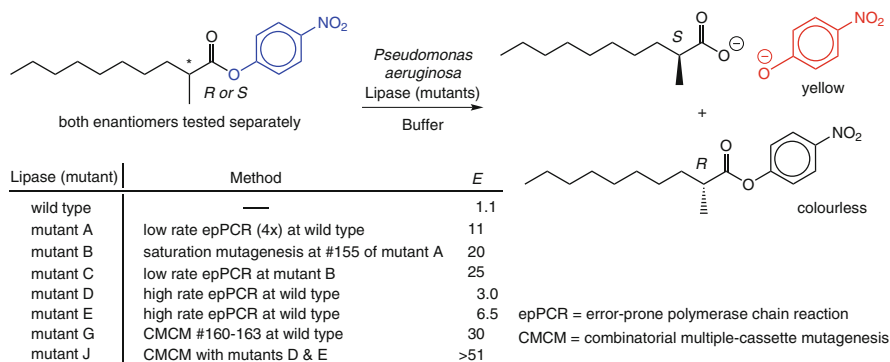 NO₂
O
O
*
R or S
both enantiomers tested separately
Pseudomonas
aeruginosa
Lipase (mutants)
Buffer
S
O
O
⊖
NO₂
⊖
O
yellow
+
R
O
O
NO₂
colourless
Lipase (mutant) Method E
wild type — 1.1
mutant A low rate epPCR (4x) at wild type 11
mutant B saturation mutagenesis at #155 of mutant A 20
mutant C low rate epPCR at mutant B 25
mutant D high rate epPCR at wild type 3.0
mutant E high rate epPCR at wild type 6.5
mutant G CMCM #160-163 at wild type 30
mutant J CMCM with mutants D & E >51
epPCR = error-prone polymerase chain reaction
CMCM = combinatorial multiple-cassette mutagenesis